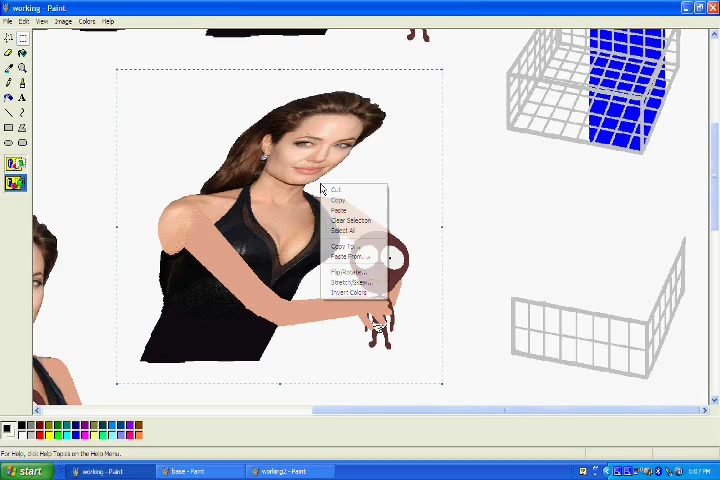 working - Paint
File Edit View Image Colors Help
A
Cut
Copy
Paste
Clear Selection
Select All
Copy To...
Paste From...
Flip/Rotate...
Stretch/Skew...
Invert Colors
For Help, click Help Topics on the Help Menu.
start
working - Paint
base - Paint
working2 - Paint
5:07 PM